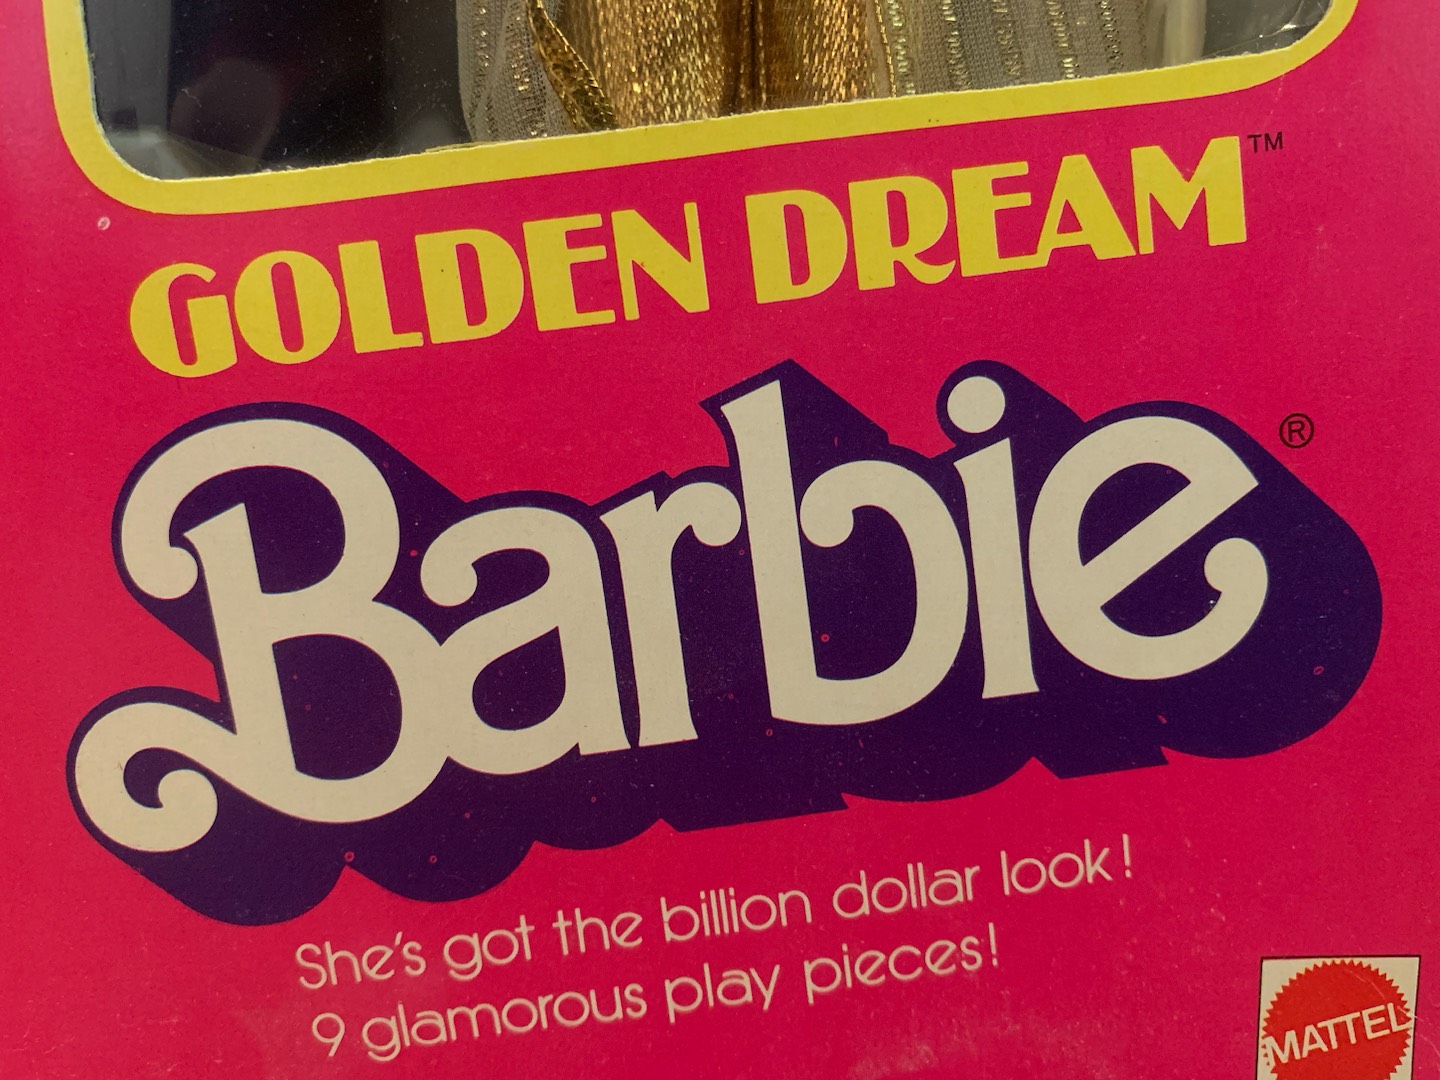 GOLDEN DREAM™
Barbie®
She's got the billion dollar look!
9 glamorous play pieces!
MATTEL